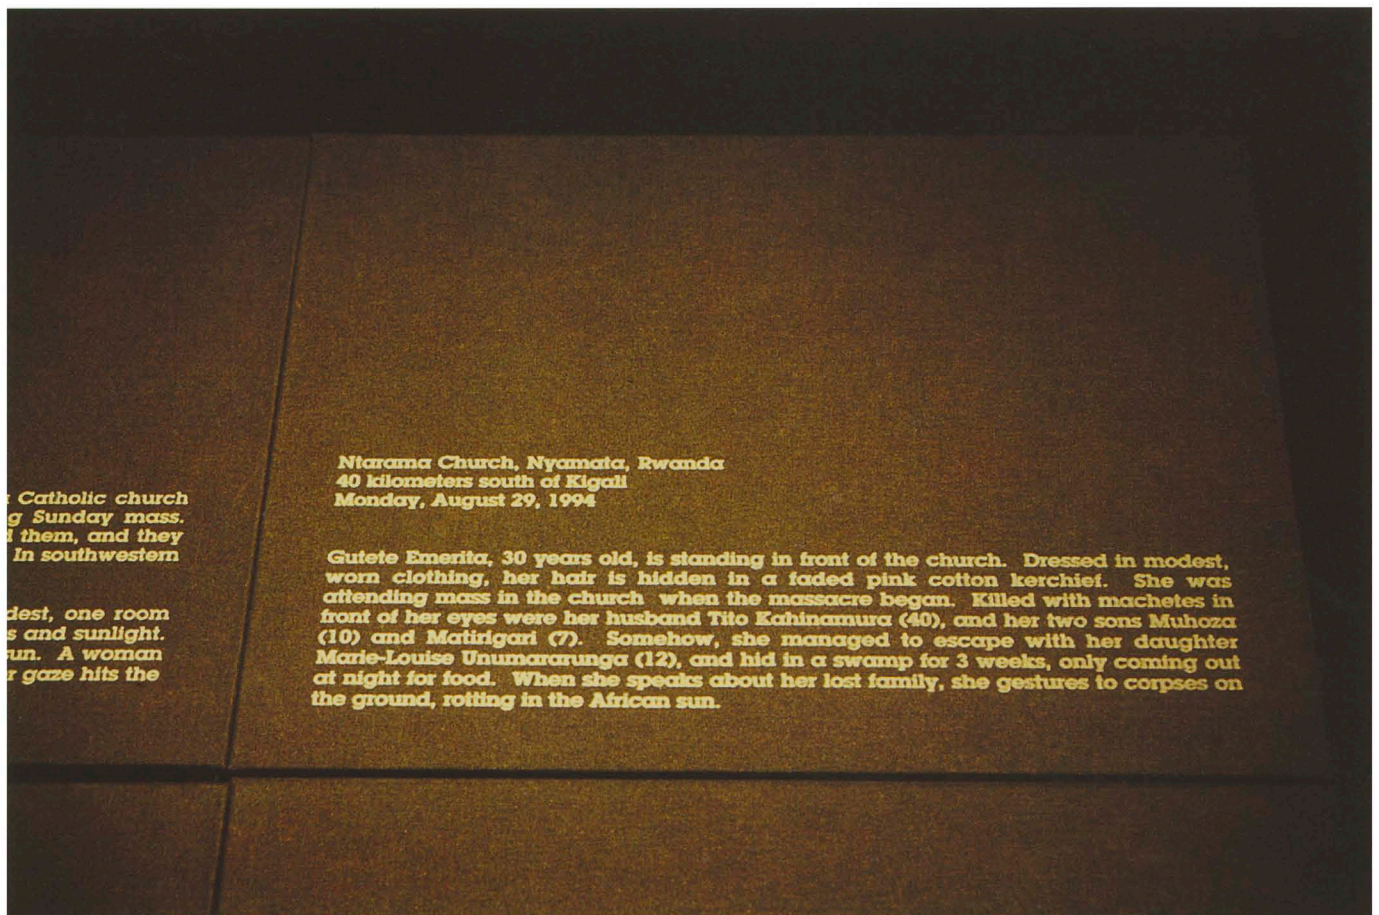 Catholic church
g Sunday mass.
them, and they
In southwestern
dest, one room
s and sunlight.
un. A woman
r gaze hits the
Ntarama Church, Nyamata, Rwanda
40 kilometers south of Kigali
Monday, August 29, 1994
Gutete Emerita, 30 years old, is standing in front of the church. Dressed in modest,
worn clothing, her hair is hidden in a faded pink cotton kerchief. She was
attending mass in the church when the massacre began. Killed with machetes in
front of her eyes were her husband Tito Kahinamura (40), and her two sons Muhoza
(10) and Matirigari (7). Somehow, she managed to escape with her daughter
Marie-Louise Unumararunga (12), and hid in a swamp for 3 weeks, only coming out
at night for food. When she speaks about her lost family, she gestures to corpses on
the ground, rotting in the African sun.